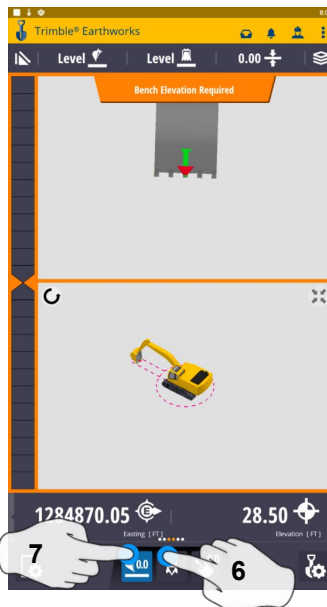 Trimble® Earthworks
Level
Level
0.00
Bench Elevation Required
1284870.05
28.50
Easting [FT]
Elevation [FT]
7
0.0
6